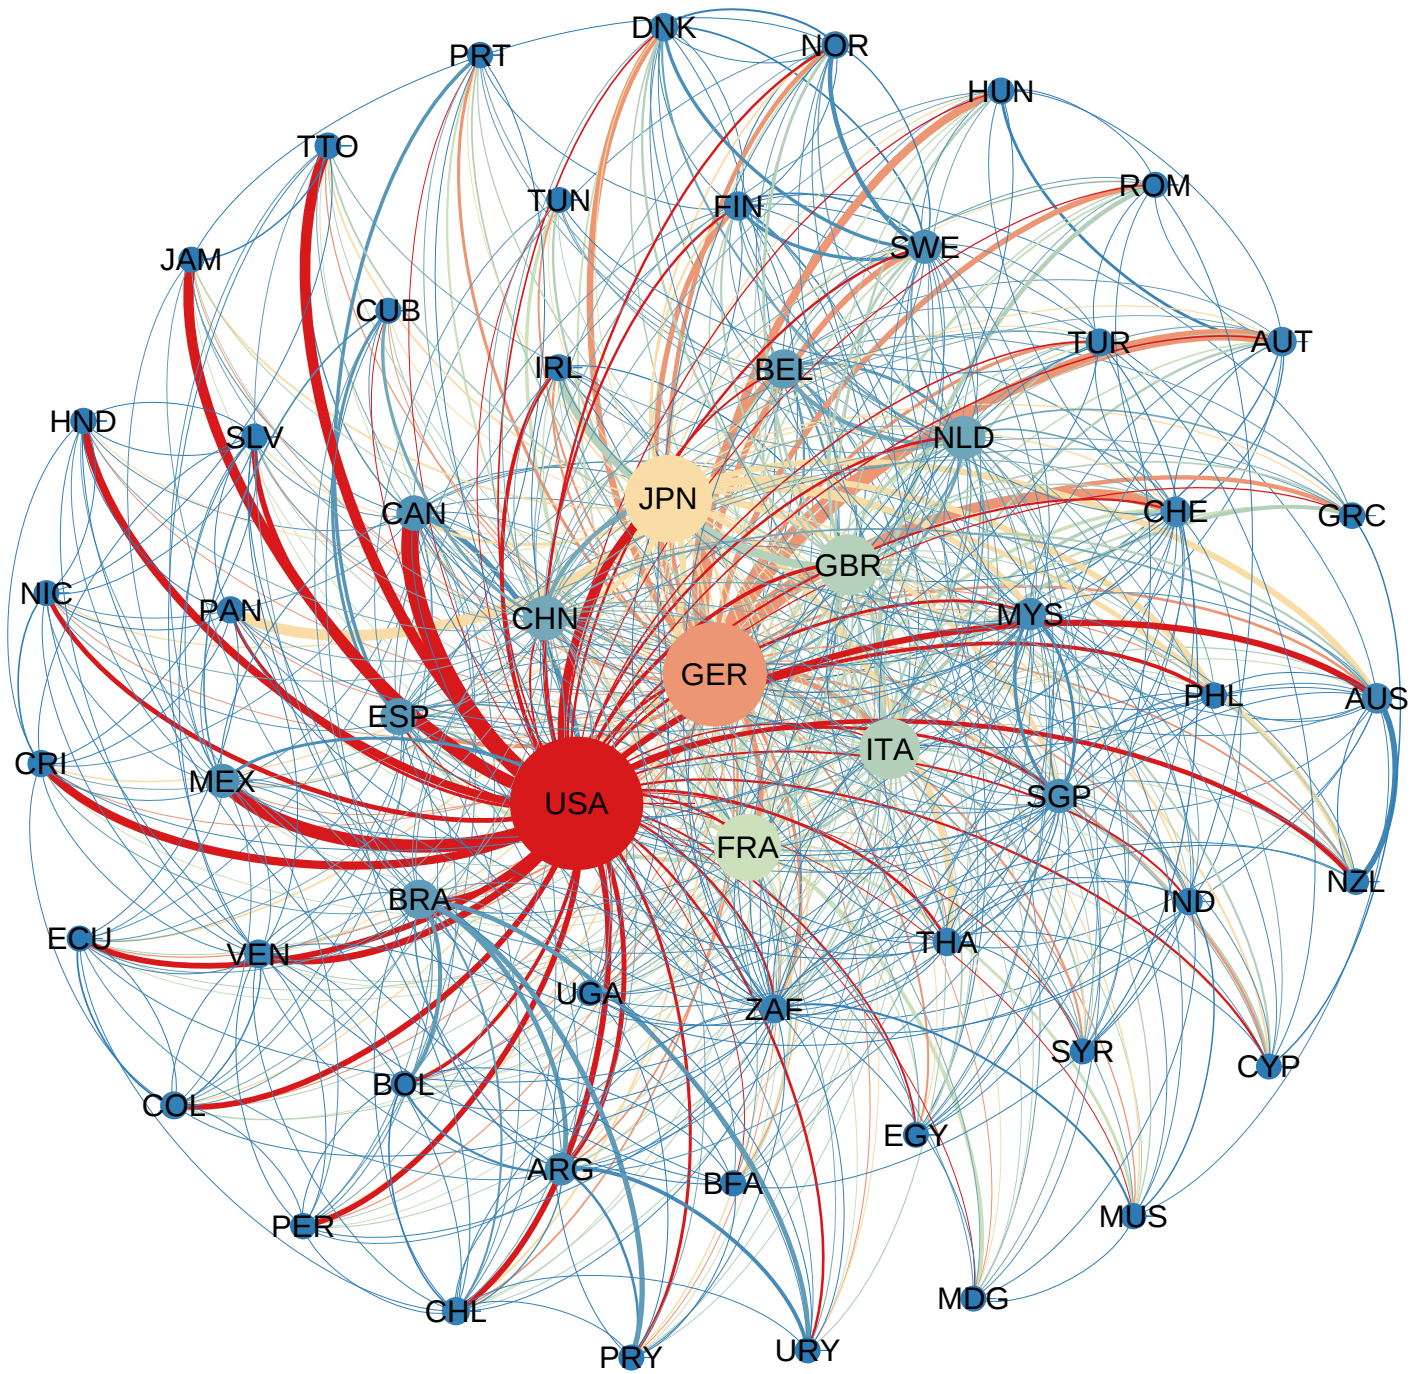 DNK
NOR
PRT
HUN
TTO
ROM
TUN
FIN
SWE
JAM
CUB
TUR
AUT
IRL
BEL
HND
SLV
NLD
JPN
CAN
CHE
GRC
GBR
NIC
PAN
CHN
MYS
GER
PHL
AUS
ESP
ITA
CRI
MEX
SGP
USA
FRA
BRA
IND
NZL
ECU
VEN
THA
UGA
ZAF
SYR
CYP
BOL
COL
EGY
ARG
BFA
PER
MUS
MDG
CHL
URY
PRY